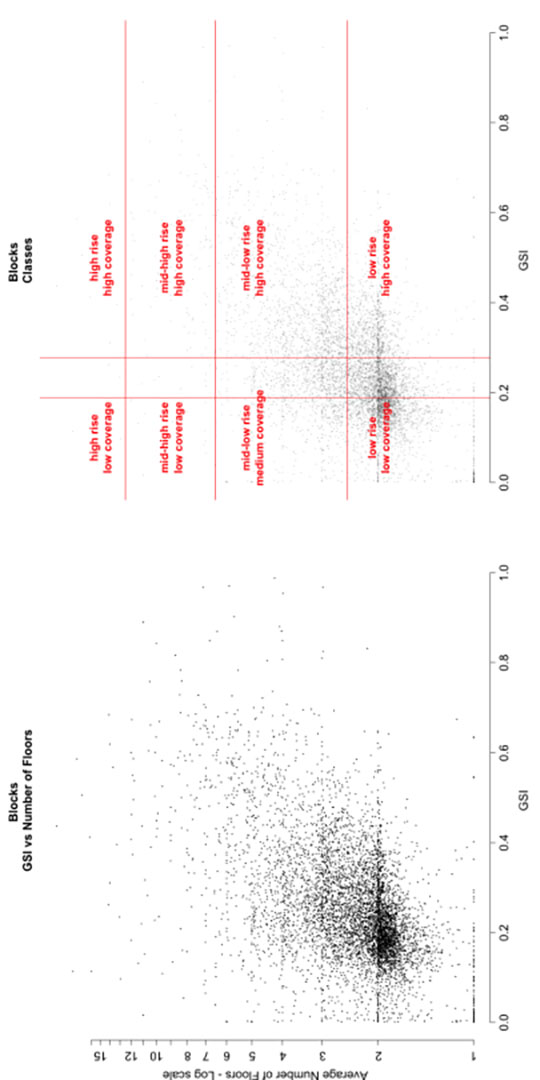 Blocks
GSI vs Number of Floors
Average Number of Floors - Log scale
1
2
3
4
5
6
7
8
10
12
15
0.0
0.2
0.4
0.6
0.8
1.0
GSI
Blocks
Classes
high rise
low coverage
high rise
high coverage
mid-high rise
low coverage
mid-high rise
high coverage
mid-low rise
medium coverage
mid-low rise
high coverage
low rise
low coverage
low rise
high coverage
0.0
0.2
0.4
0.6
0.8
1.0
GSI